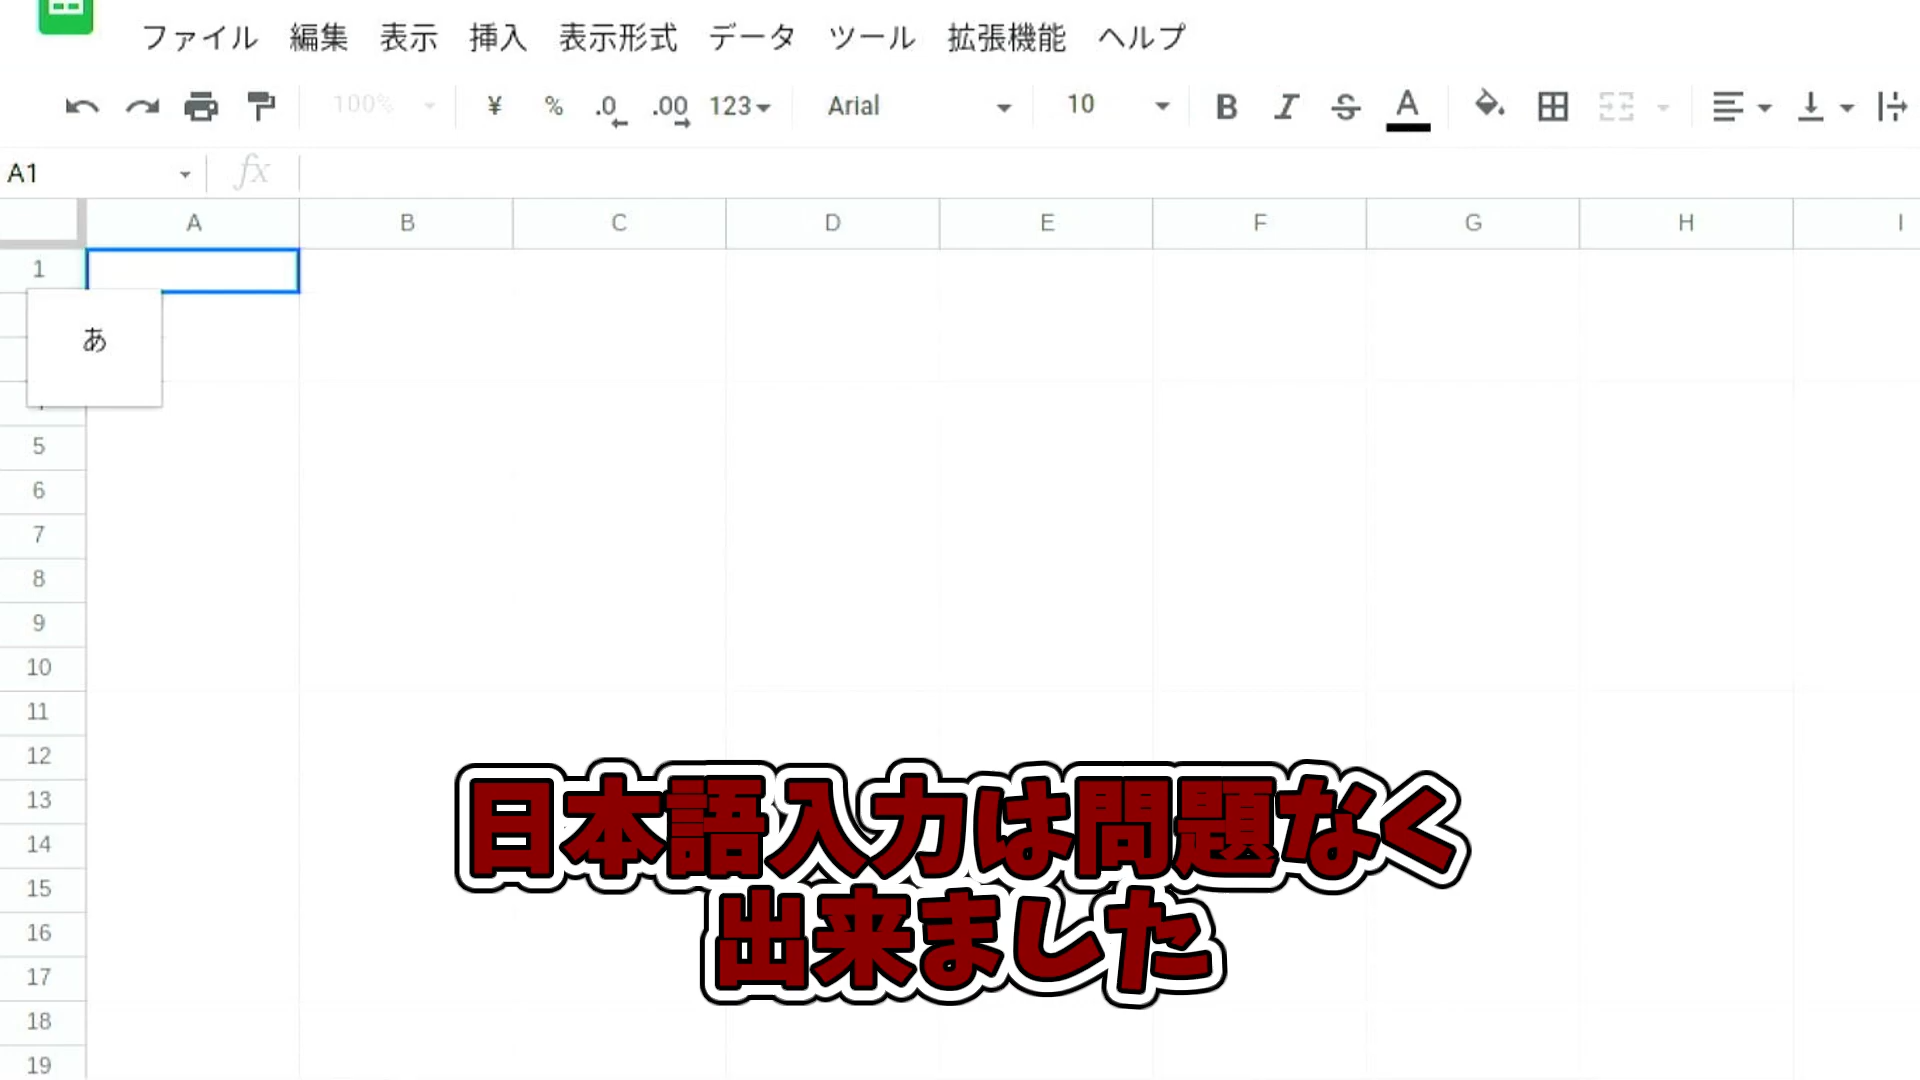 ファイル 編集 表示 挿入 表示形式 データ ツール 拡張機能 ヘルプ
100% ¥ % .0 .00 123 Arial 10 B I S A
A1 fx
A B C D E F G H I
1
あ
5
6
7
8
9
10
11
12
13
14
15
16
17
18
19
日本語入力は問題なく
出来ました